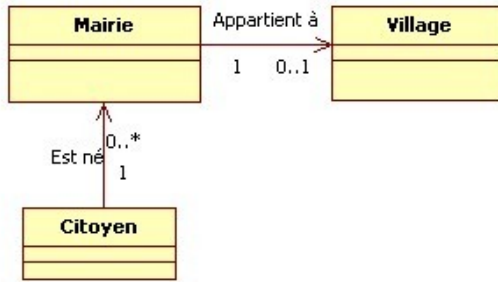 Mairie
Appartient à
Village
1 0..1
Est né
0..*
1
Citoyen